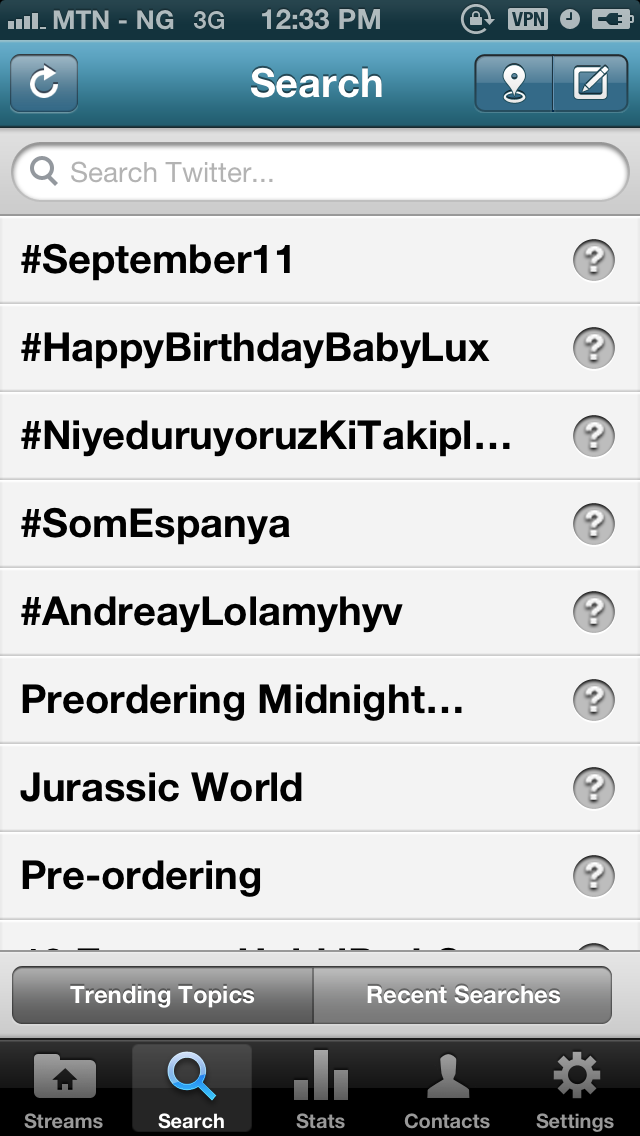 MTN - NG 3G 12:33 PM VPN
Search
Search Twitter...
#September11
#HappyBirthdayBabyLux
#NiyeduruyoruzKiTakipl...
#SomEspanya
#AndreayLolamyhyv
Preordering Midnight...
Jurassic World
Pre-ordering
Trending Topics Recent Searches
Streams Search Stats Contacts Settings